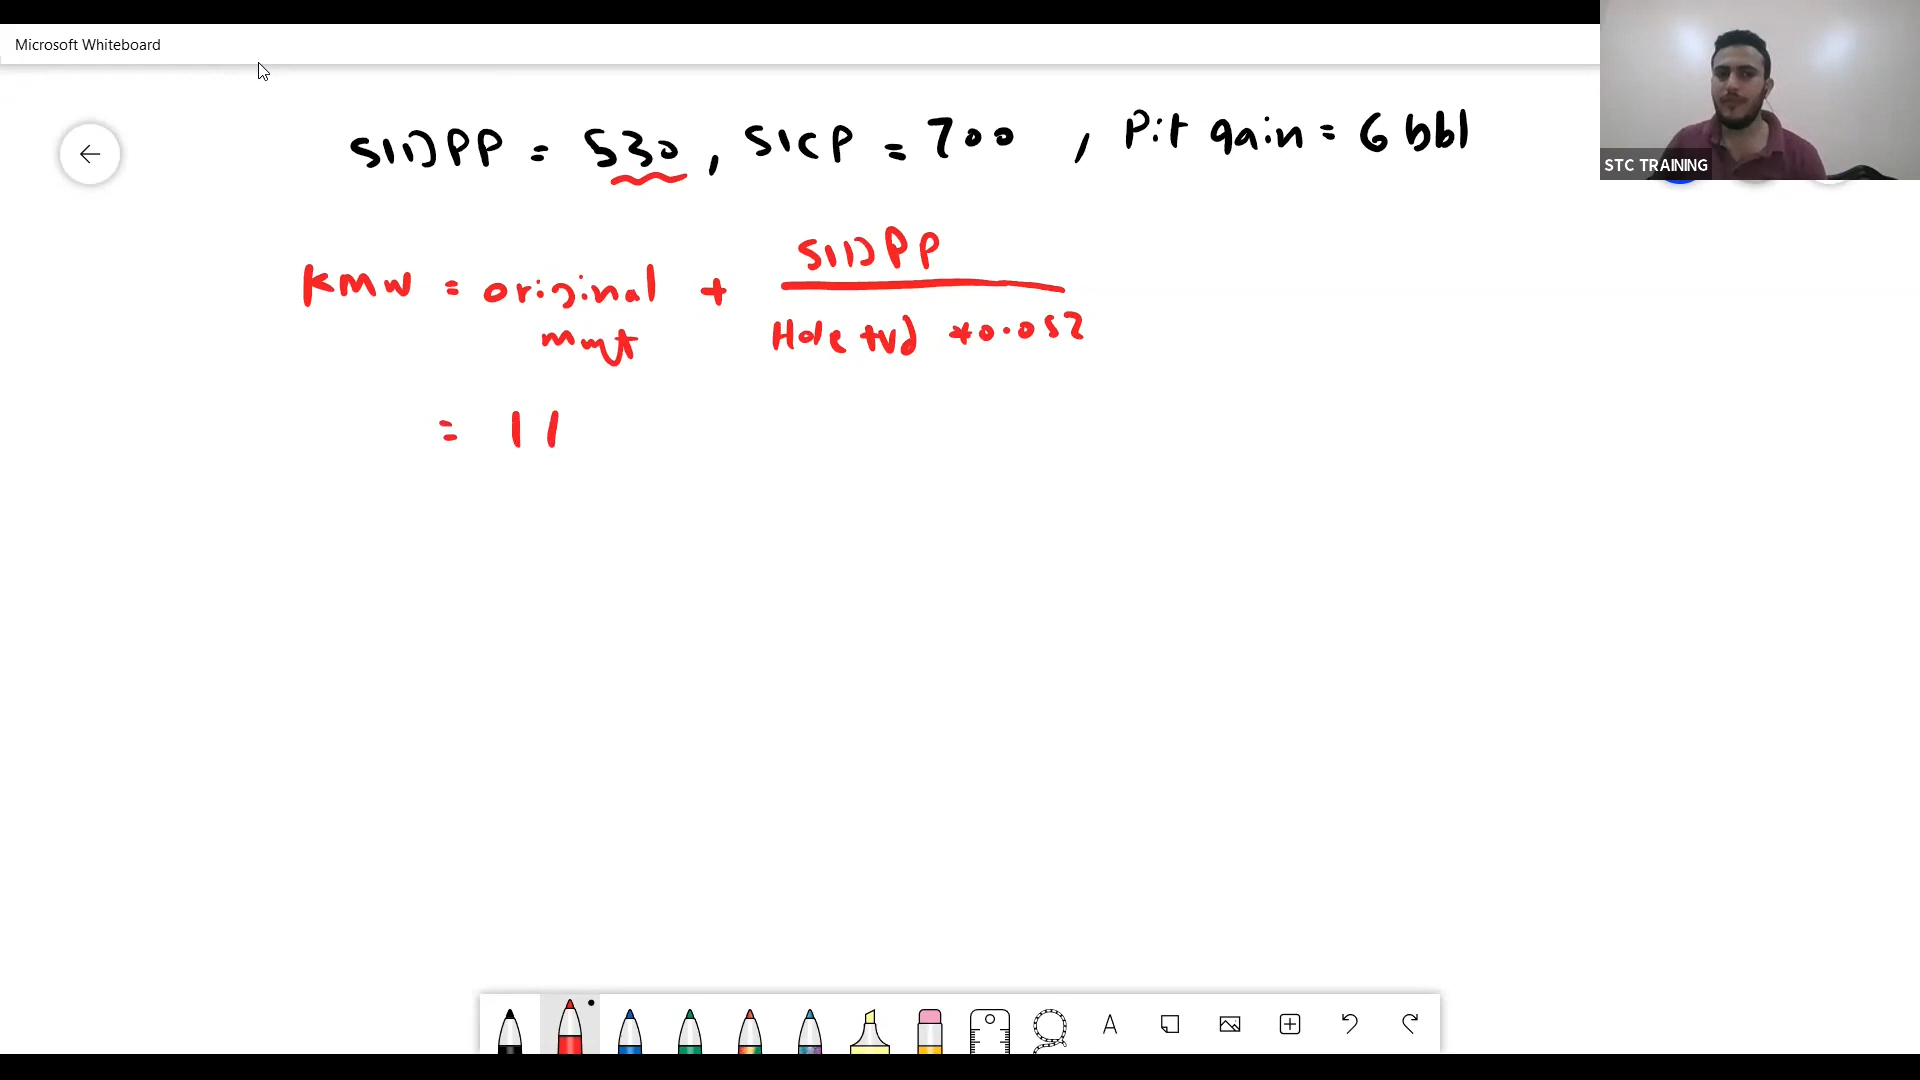 Microsoft Whiteboard
SIDPP = 530, SICP = 700 , Pit gain = 6 bbl
STC TRAINING
SIDPP
KMW = original +
mwt Hole tvd *0.052
= 11
A